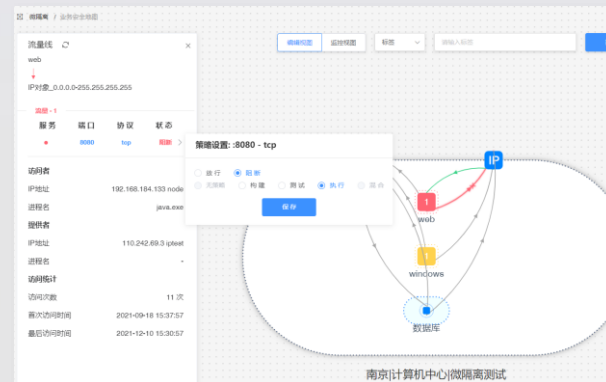 微隔离 / 业务安全地图
流量线
web
IP对象_0.0.0.0-255.255.255.255
流量 - 1
服务 端口 协议 状态
8080 tcp 阻断
访问者
IP地址 192.168.184.133 node
进程名 java.exe
提供者
IP地址 110.242.69.3 ipteat
进程名 -
访问统计
访问次数 11 次
首次访问时间 2021-09-16 15:37:57
最后访问时间 2021-12-10 15:30:57
编辑视图 监控视图 标签 请输入标签
策略设置: :8080 - tcp
放行 阻断
无策略 构建 测试 执行 混合
保存
IP
1
web
1
windows
数据库
南京|计算机中心|微隔离测试